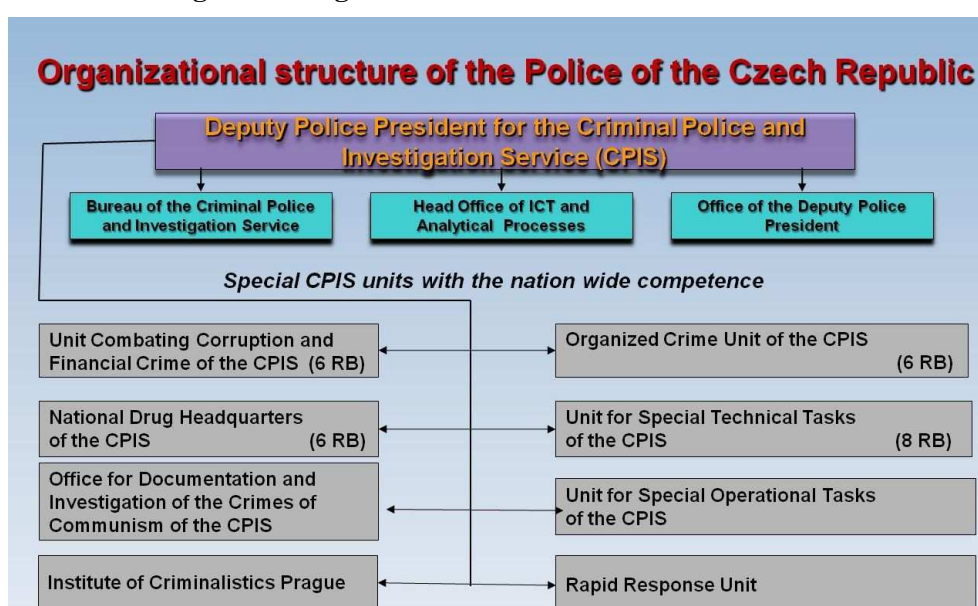 Organizational structure of the Police of the Czech Republic
Deputy Police President for the Criminal Police and
Investigation Service (CPIS)
Bureau of the Criminal Police
and Investigation Service
Head Office of ICT and
Analytical Processes
Office of the Deputy Police
President
Special CPIS units with the nation wide competence
Unit Combating Corruption and
Financial Crime of the CPIS (6 RB)
Organized Crime Unit of the CPIS
(6 RB)
National Drug Headquarters
of the CPIS (6 RB)
Unit for Special Technical Tasks
of the CPIS (8 RB)
Office for Documentation and
Investigation of the Crimes of
Communism of the CPIS
Unit for Special Operational Tasks
of the CPIS
Institute of Criminalistics Prague
Rapid Response Unit